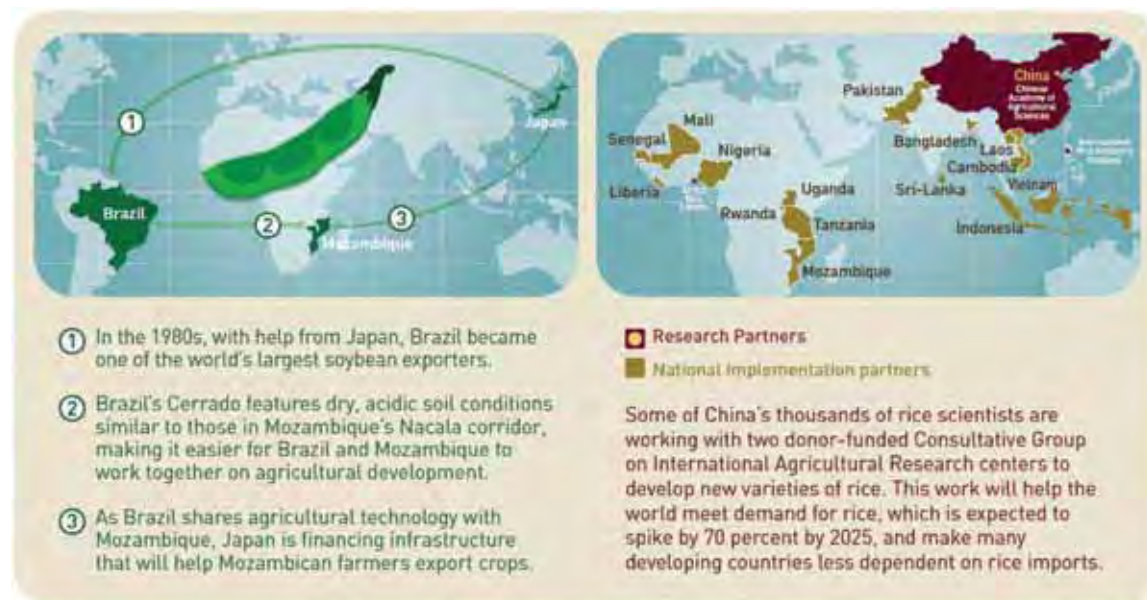 1
Japan
Brazil
2
3
Mozambique
Pakistan
China
Chinese
Academy of
Agricultural
Sciences
Mali
Senegal
Nigeria
Bangladesh
Laos
Cambodia
Liberia
Uganda
Sri-Lanka
Vietnam
Rwanda
Tanzania
Indonesia
Mozambique
1 In the 1980s, with help from Japan, Brazil became
one of the world's largest soybean exporters.
2 Brazil's Cerrado features dry, acidic soil conditions
similar to those in Mozambique's Nacala corridor,
making it easier for Brazil and Mozambique to
work together on agricultural development.
3 As Brazil shares agricultural technology with
Mozambique, Japan is financing infrastructure
that will help Mozambican farmers export crops.
Research Partners
National Implementation partners
Some of China's thousands of rice scientists are
working with two donor-funded Consultative Group
on International Agricultural Research centers to
develop new varieties of rice. This work will help the
world meet demand for rice, which is expected to
spike by 70 percent by 2025, and make many
developing countries less dependent on rice imports.